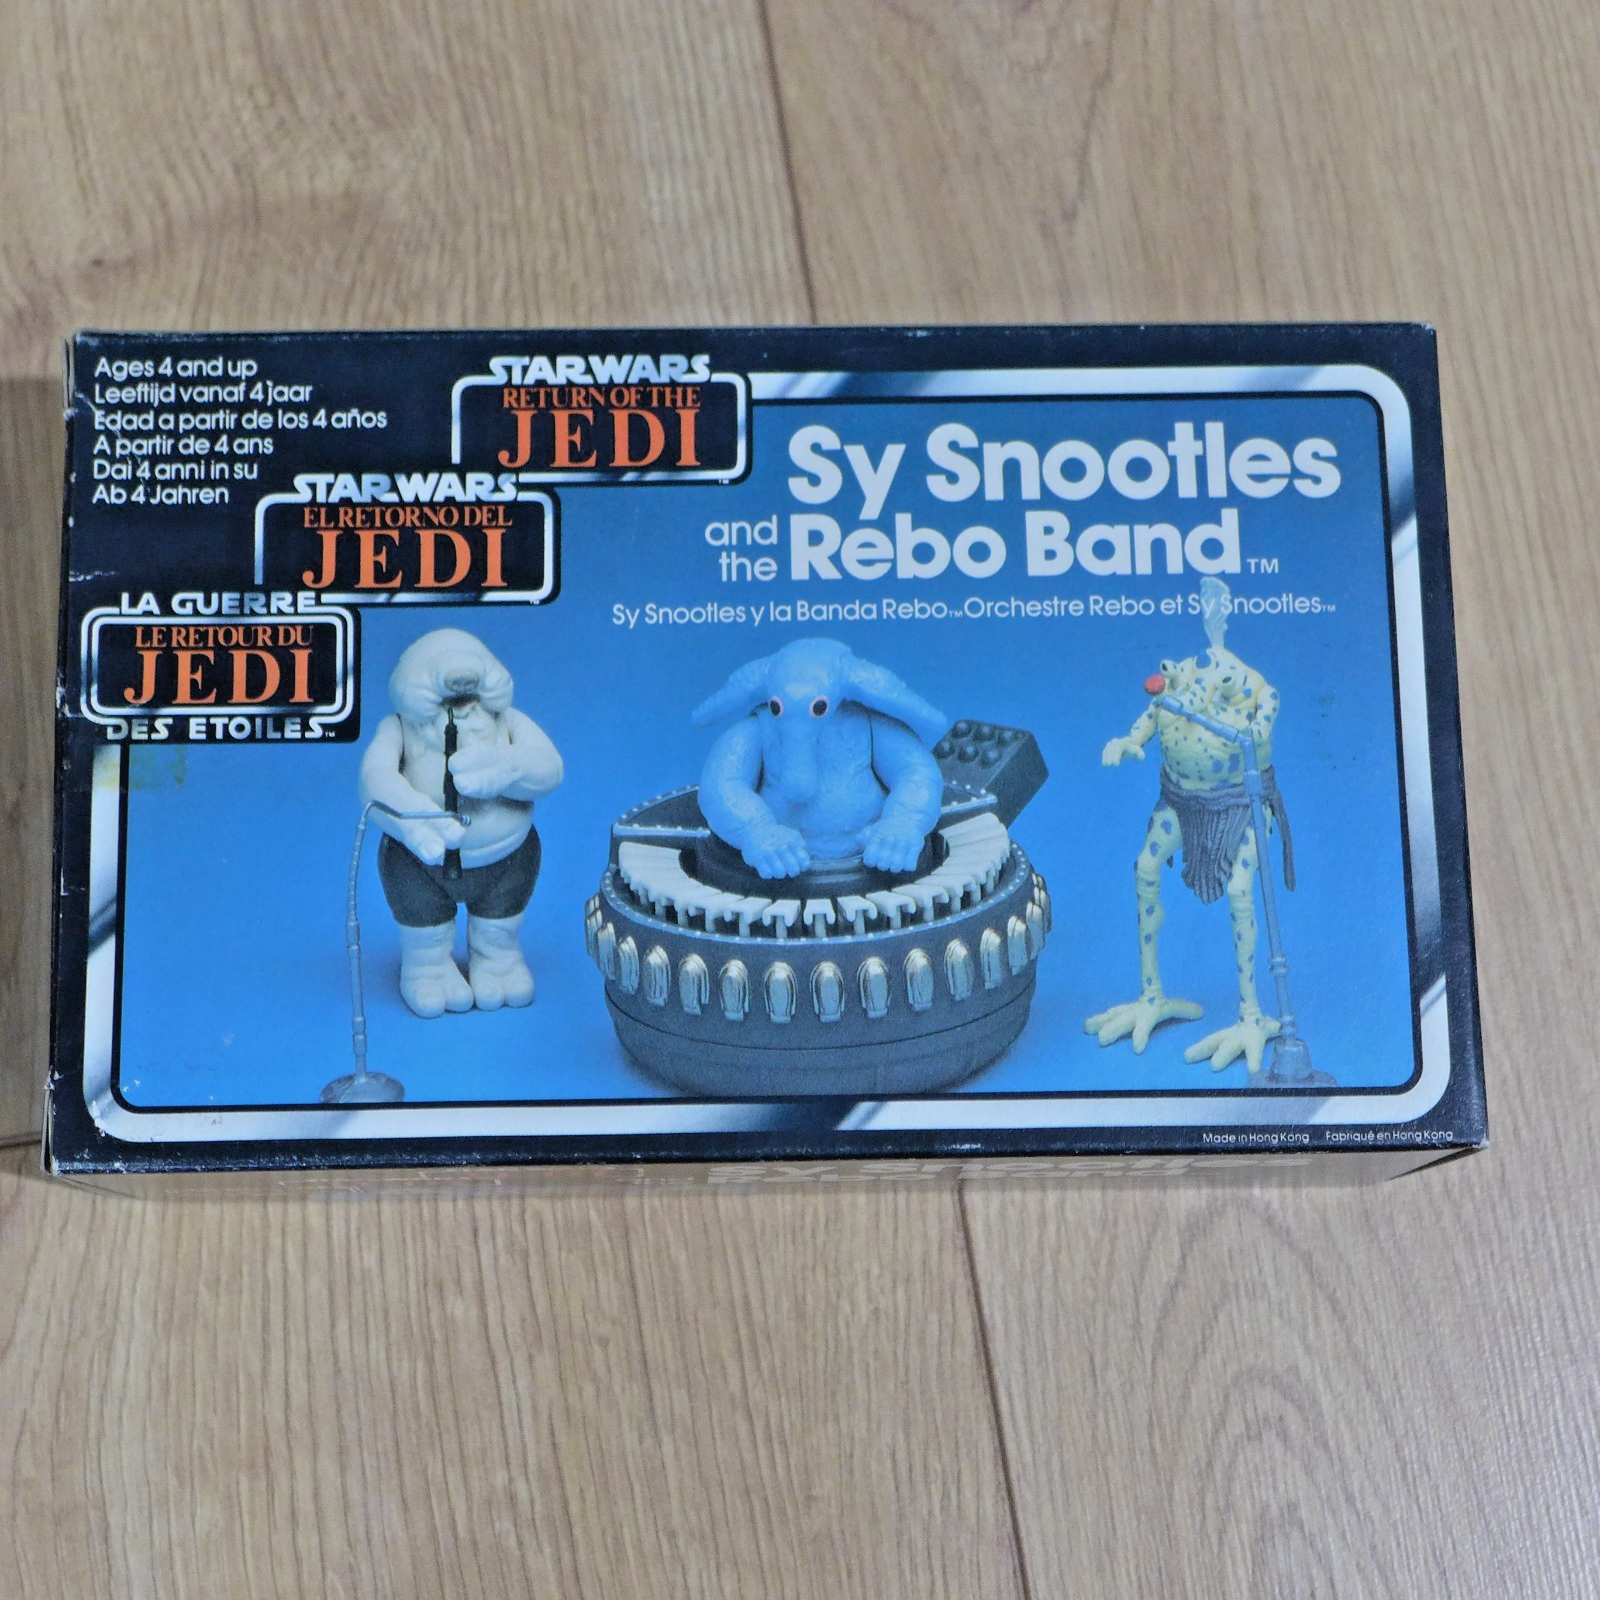 Ages 4 and up
Leeftijd vanaf 4 jaar
Edad a partir de los 4 años
A partir de 4 ans
Dai 4 anni in su
Ab 4 Jahren
STAR WARS
RETURN OF THE
JEDI
STAR WARS
EL RETORNO DEL
JEDI
LA GUERRE
LE RETOUR DU
JEDI
DES ETOILES™
Sy Snootles
and the Rebo Band™
Sy Snootles y la Banda Rebo™ Orchestre Rebo et Sy Snootles™
Made in Hong Kong Fabriqué en Hong Kong
Sy Snootles